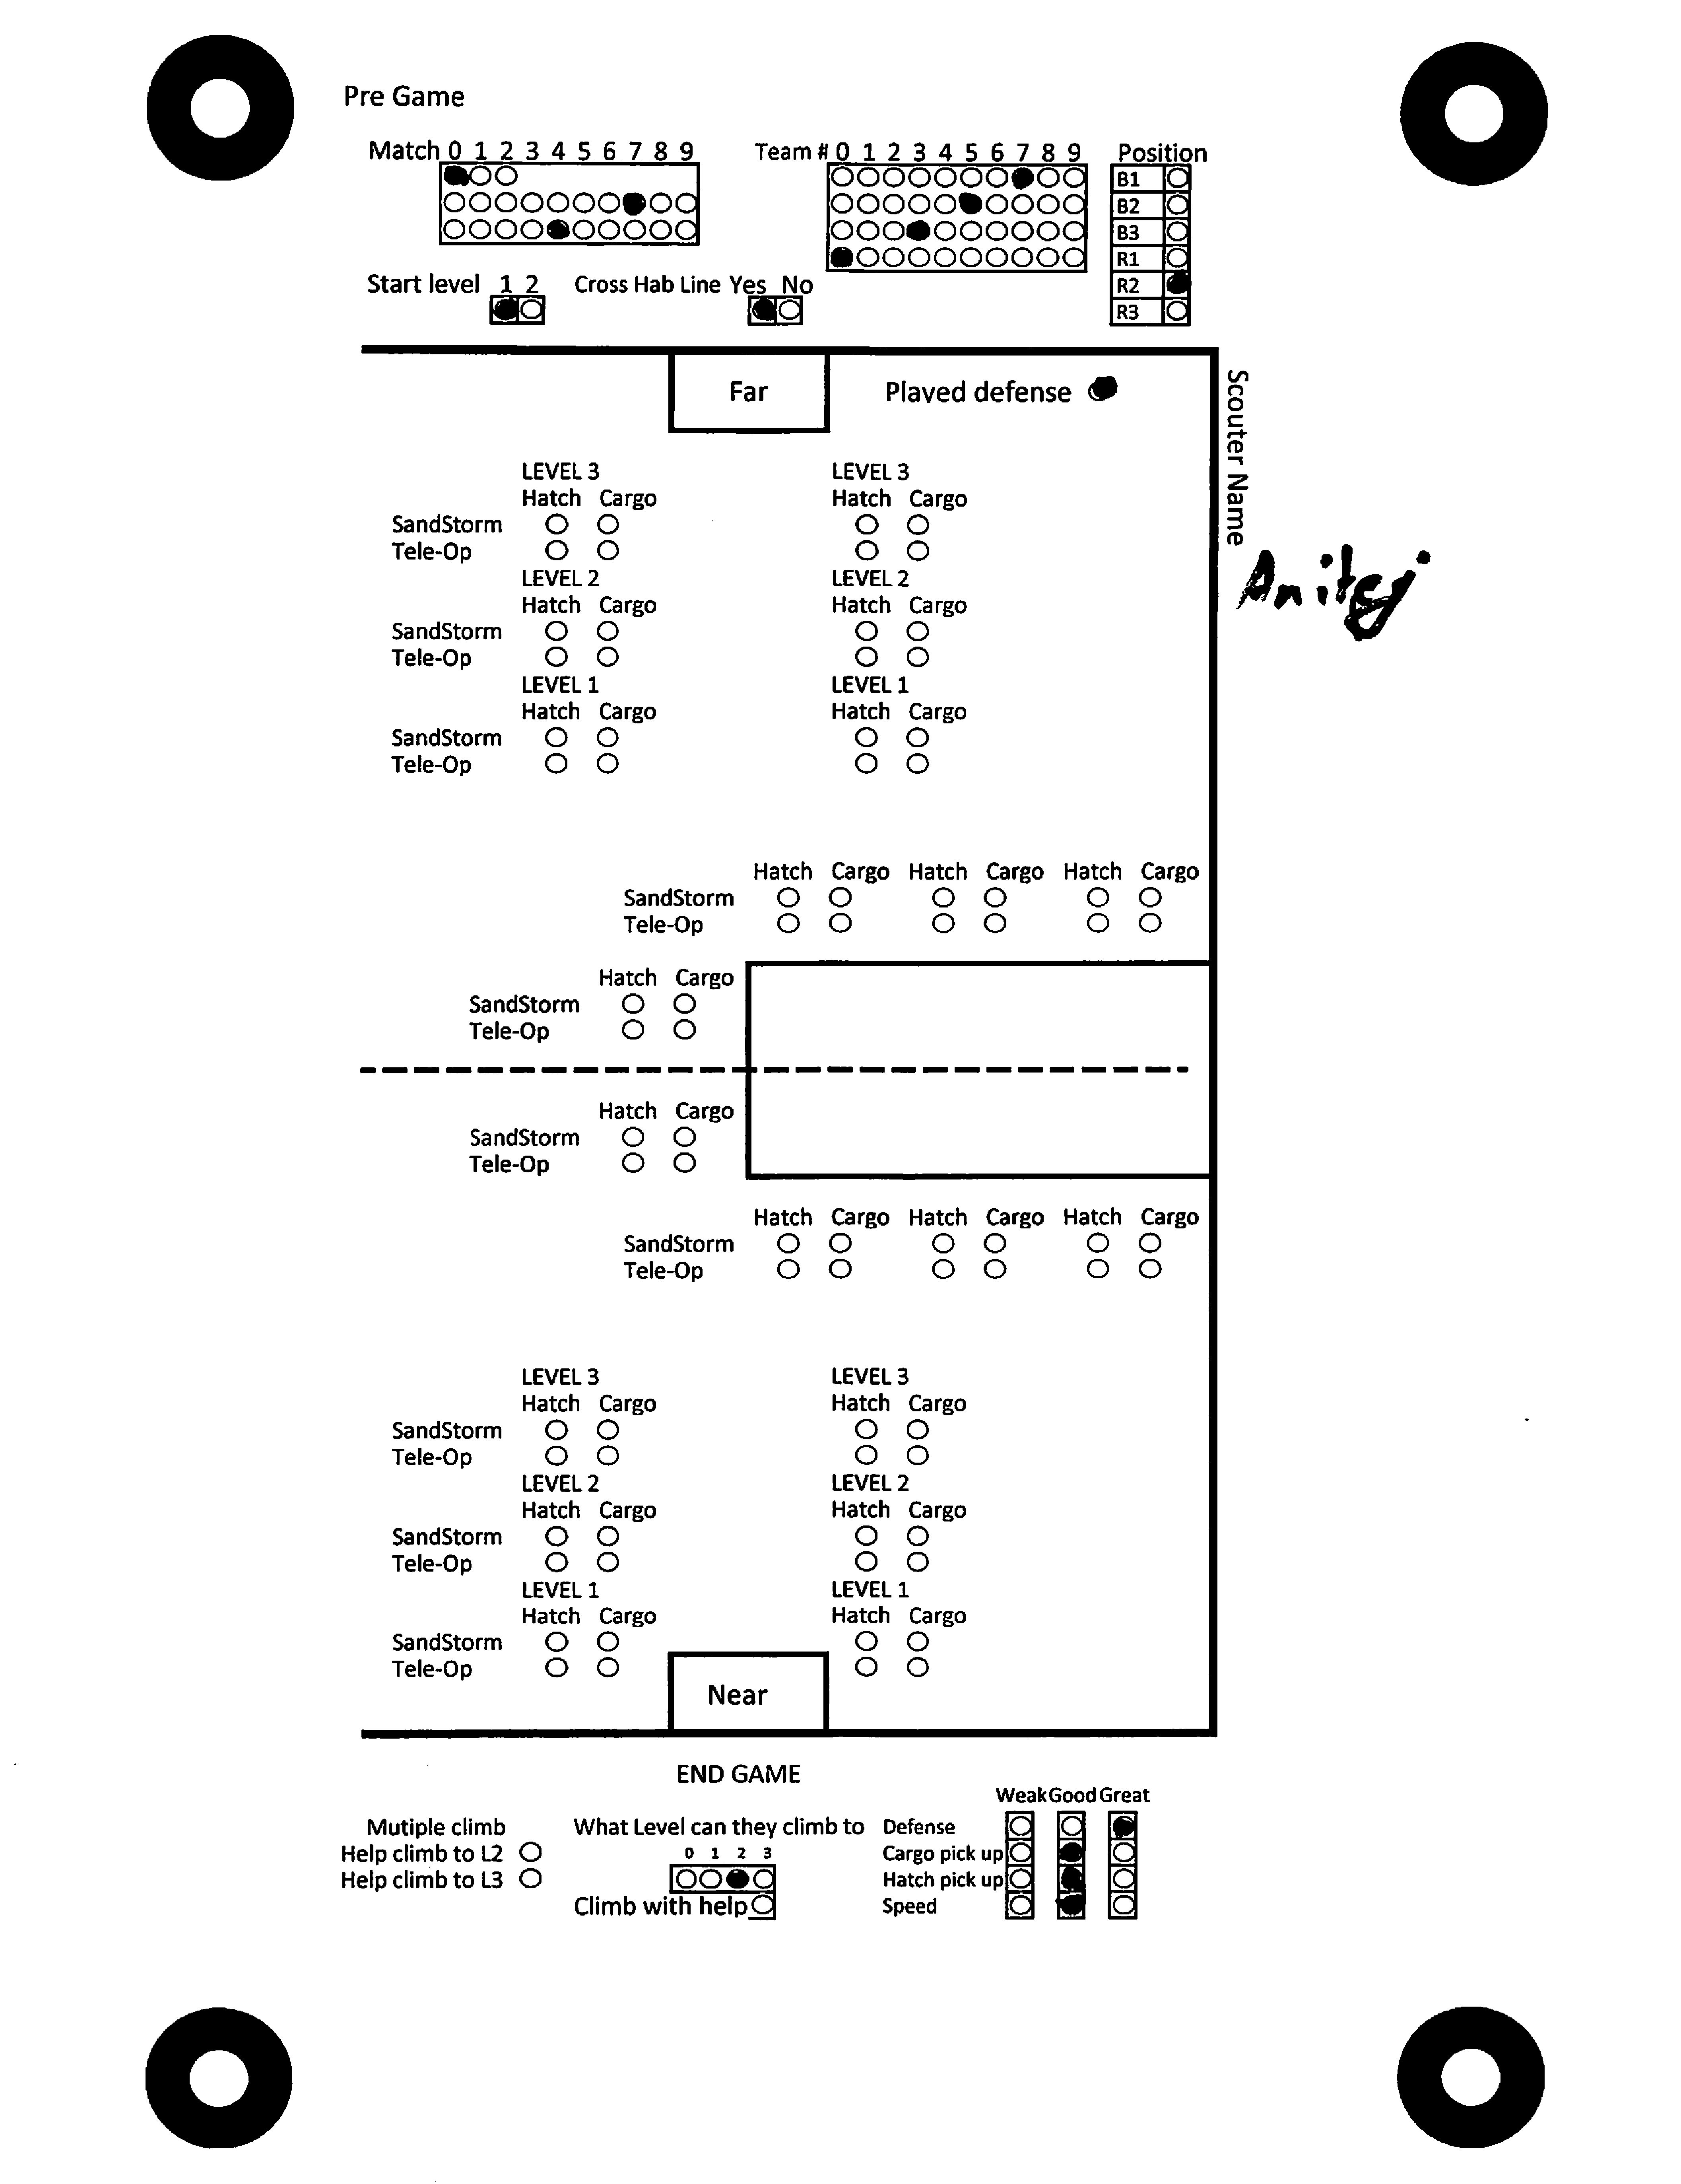 Pre Game
Match 0 1 2 3 4 5 6 7 8 9
Team # 0 1 2 3 4 5 6 7 8 9
Position
B1
B2
B3
R1
R2
R3
Start level 1 2
Cross Hab Line Yes No
Far
Played defense
Scouter Name
LEVEL 3 LEVEL 3
Hatch Cargo Hatch Cargo
SandStorm
Tele-Op
LEVEL 2 LEVEL 2
Hatch Cargo Hatch Cargo
SandStorm
Tele-Op
LEVEL 1 LEVEL 1
Hatch Cargo Hatch Cargo
SandStorm
Tele-Op
Hatch Cargo Hatch Cargo Hatch Cargo
SandStorm
Tele-Op
Hatch Cargo
SandStorm
Tele-Op
Hatch Cargo
SandStorm
Tele-Op
Hatch Cargo Hatch Cargo Hatch Cargo
SandStorm
Tele-Op
LEVEL 3 LEVEL 3
Hatch Cargo Hatch Cargo
SandStorm
Tele-Op
LEVEL 2 LEVEL 2
Hatch Cargo Hatch Cargo
SandStorm
Tele-Op
LEVEL 1 LEVEL 1
Hatch Cargo Hatch Cargo
SandStorm
Tele-Op
Near
END GAME
Mutiple climb
Help climb to L2
Help climb to L3
What Level can they climb to
0 1 2 3
Climb with help
Weak Good Great
Defense
Cargo pick up
Hatch pick up
Speed